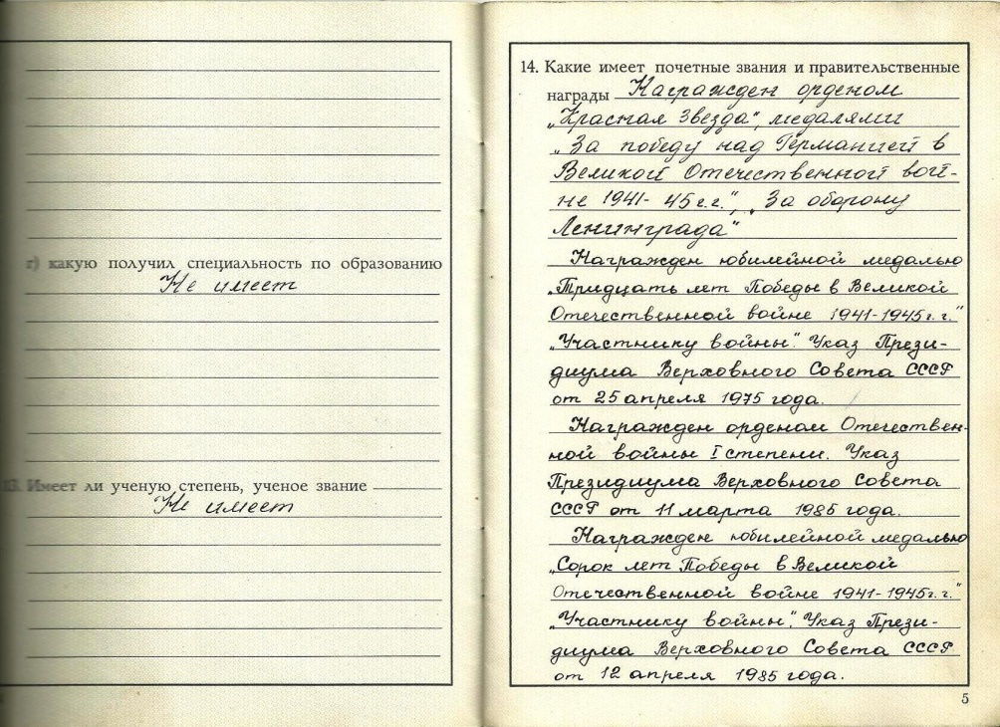 г) какую получил специальность по образованию
Не имеет
13. Имеет ли ученую степень, ученое звание
Не имеет
14. Какие имеет почетные звания и правительственные
награды Награжден орденом
„Красная Звезда", медалями
„За победу над Германией в
Великой Отечественной вой-
не 1941- 45 г.г.", „За оборону
Ленинграда"
Награжден юбилейной медалью
„Тридцать лет Победы в Великой
Отечественной войне 1941-1945г.г."
„Участнику войны". Указ Прези-
диума Верховного Совета СССР
от 25 апреля 1975 года.
Награжден орденом Отечествен-
ной войны I степени. Указ
Президиума Верховного Совета
СССР от 11 марта 1985 года.
Награжден юбилейной медалью
„Сорок лет Победы в Великой
Отечественной войне 1941-1945г.г."
„Участнику войны". Указ Прези-
диума Верховного Совета СССР
от 12 апреля 1985 года.
5